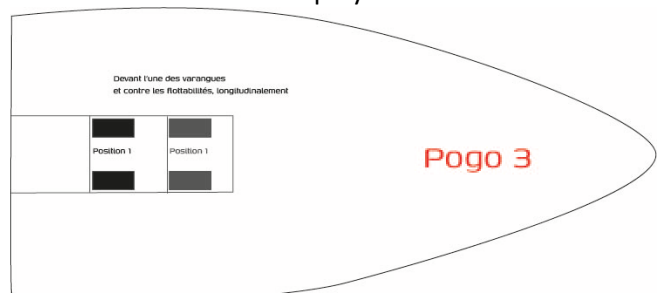 Devant l'une des varangues
et contre les flottabilités, longitudinalement
Position 1 Position 1
Pogo 3